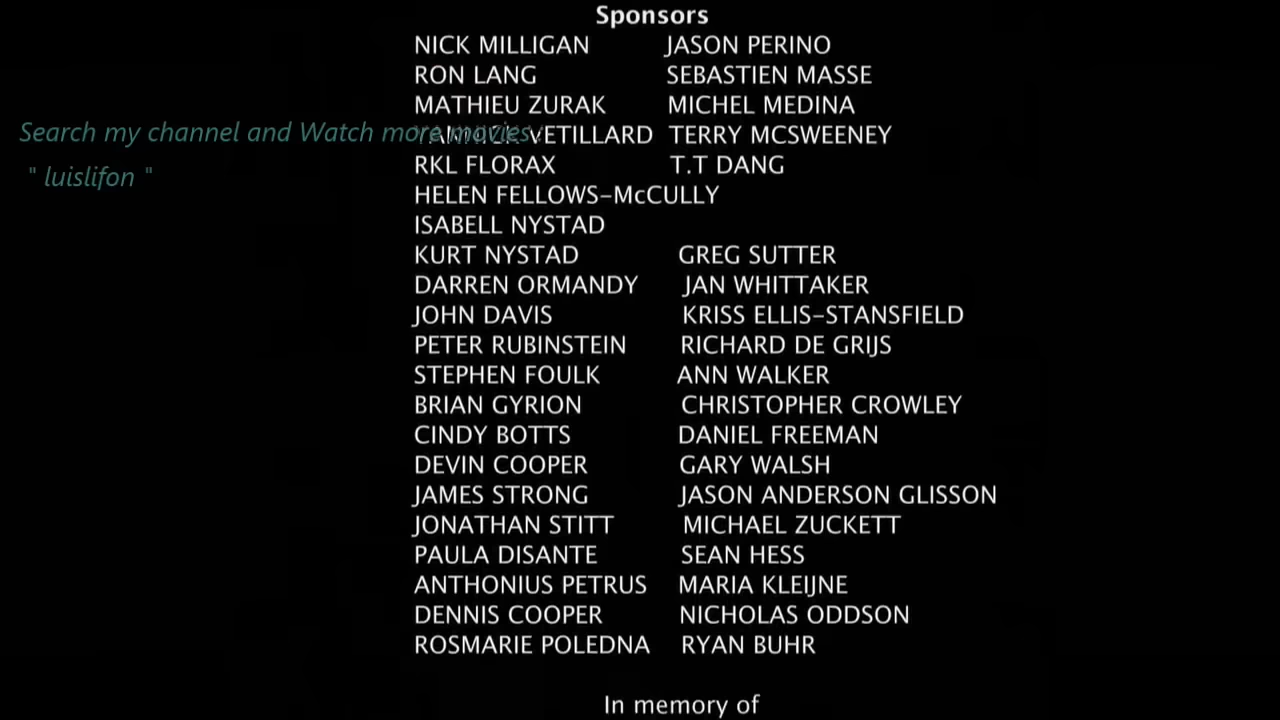 Sponsors
NICK MILLIGAN JASON PERINO
RON LANG SEBASTIEN MASSE
MATHIEU ZURAK MICHEL MEDINA
Search my channel and Watch more movies :
VETILLARD TERRY MCSWEENEY
RKL FLORAX T.T DANG
" luislifon "
HELEN FELLOWS-McCULLY
ISABELL NYSTAD
KURT NYSTAD GREG SUTTER
DARREN ORMANDY JAN WHITTAKER
JOHN DAVIS KRISS ELLIS-STANSFIELD
PETER RUBINSTEIN RICHARD DE GRIJS
STEPHEN FOULK ANN WALKER
BRIAN GYRION CHRISTOPHER CROWLEY
CINDY BOTTS DANIEL FREEMAN
DEVIN COOPER GARY WALSH
JAMES STRONG JASON ANDERSON GLISSON
JONATHAN STITT MICHAEL ZUCKETT
PAULA DISANTE SEAN HESS
ANTHONIUS PETRUS MARIA KLEIJNE
DENNIS COOPER NICHOLAS ODDSON
ROSMARIE POLEDNA RYAN BUHR
In memory of